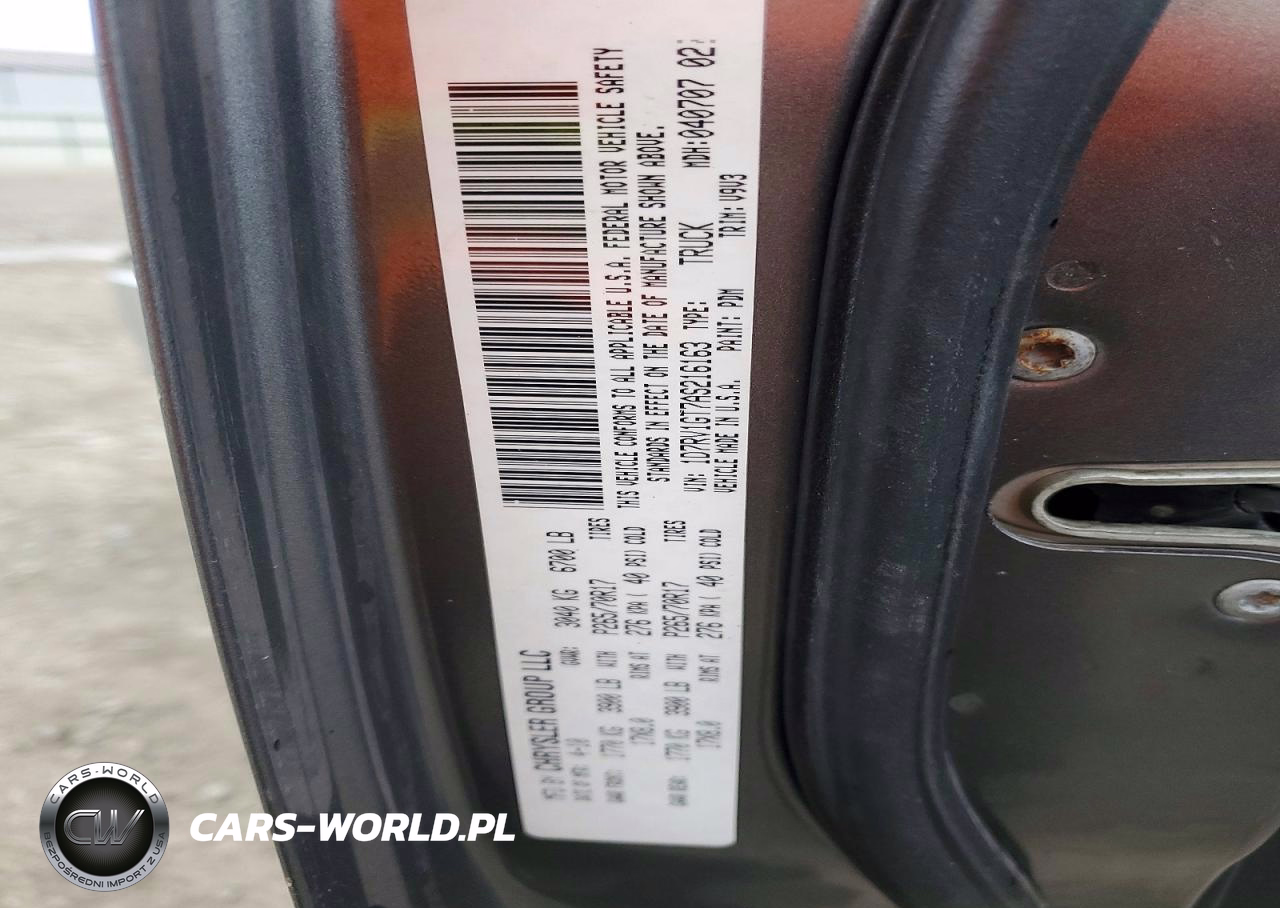 MFD BY CHRYSLER GROUP LLC
DATE OF MFR: 4-10 GVWR: 3040 KG 6700 LB
GAWR FRONT: 1770 KG 3900 LB WITH P265/70R17 TIRES
17X8.0 RIMS AT 276 KPA ( 40 PSI) COLD
GAWR REAR: 1770 KG 3900 LB WITH P265/70R17 TIRES
17X8.0 RIMS AT 276 KPA ( 40 PSI) COLD
THIS VEHICLE CONFORMS TO ALL APPLICABLE U.S.A. FEDERAL MOTOR VEHICLE SAFETY
STANDARDS IN EFFECT ON THE DATE OF MANUFACTURE SHOWN ABOVE.
VIN: 1D7RV1GT7AS216163 TYPE: TRUCK MDH:040707 02
VEHICLE MADE IN U.S.A. PAINT: PDM TRIM: V9V3
CARS-WORLD
CW
BEZPOŚREDNI IMPORT Z USA
CARS-WORLD.PL